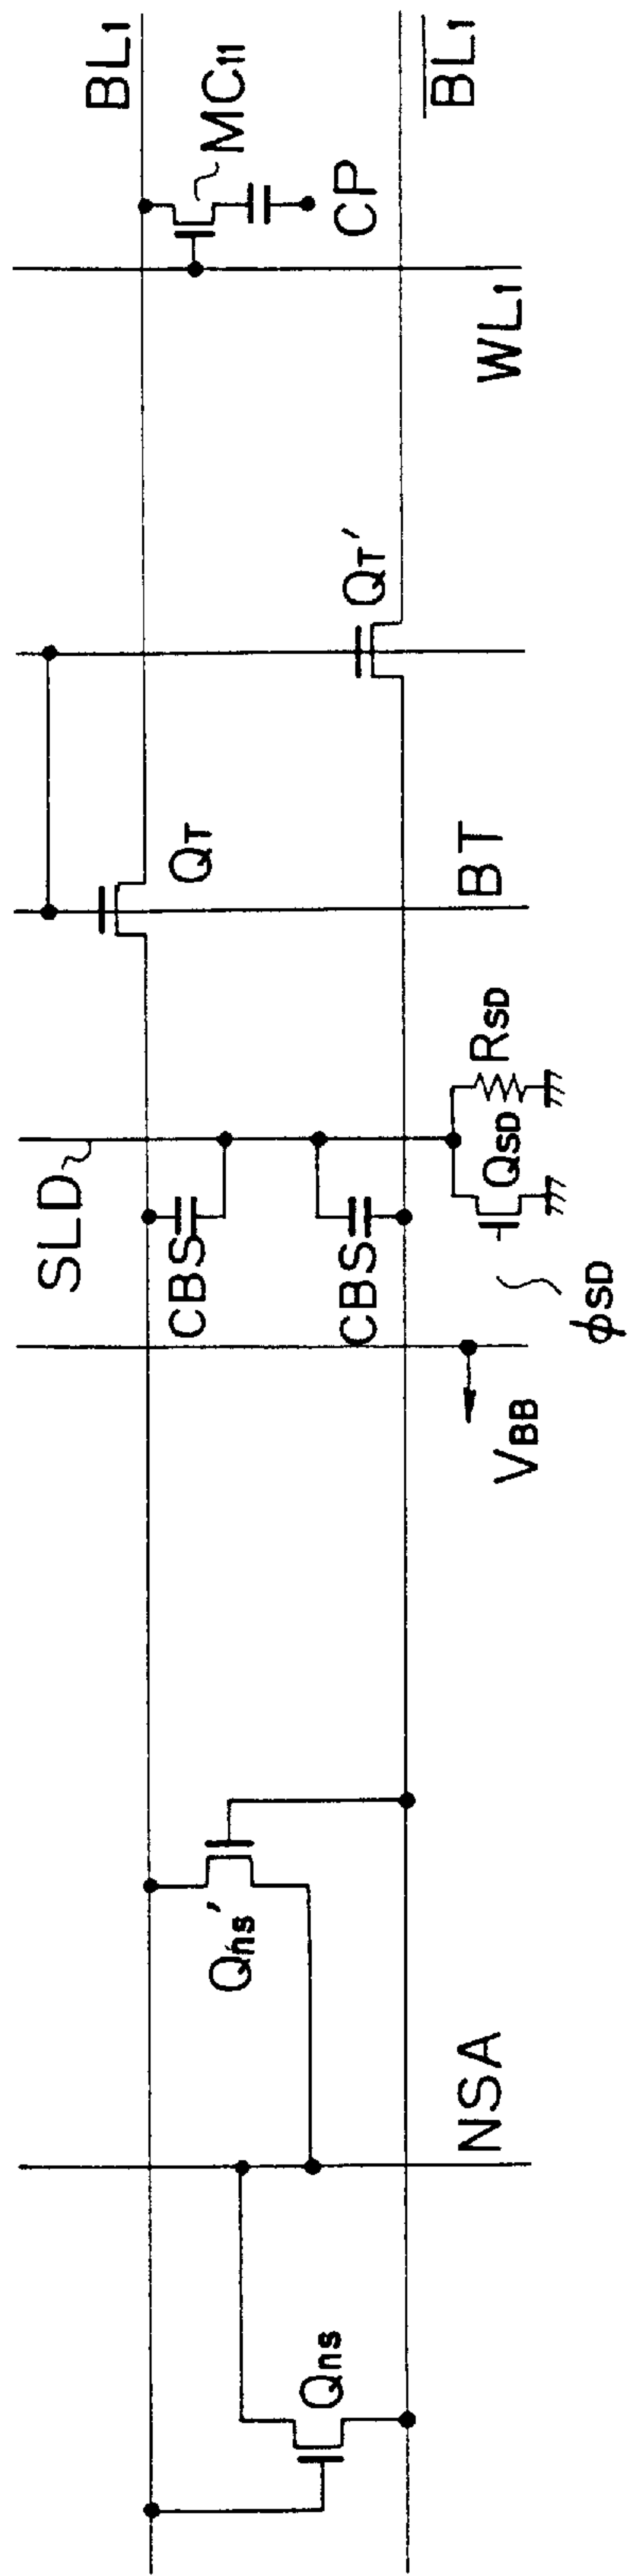 BL1
MC11
CP
BL1
WL1
QT'
QT
BT
SLD
CBS
CBS
RSD
QSD
φSD
VBB
Qns'
NSA
Qns